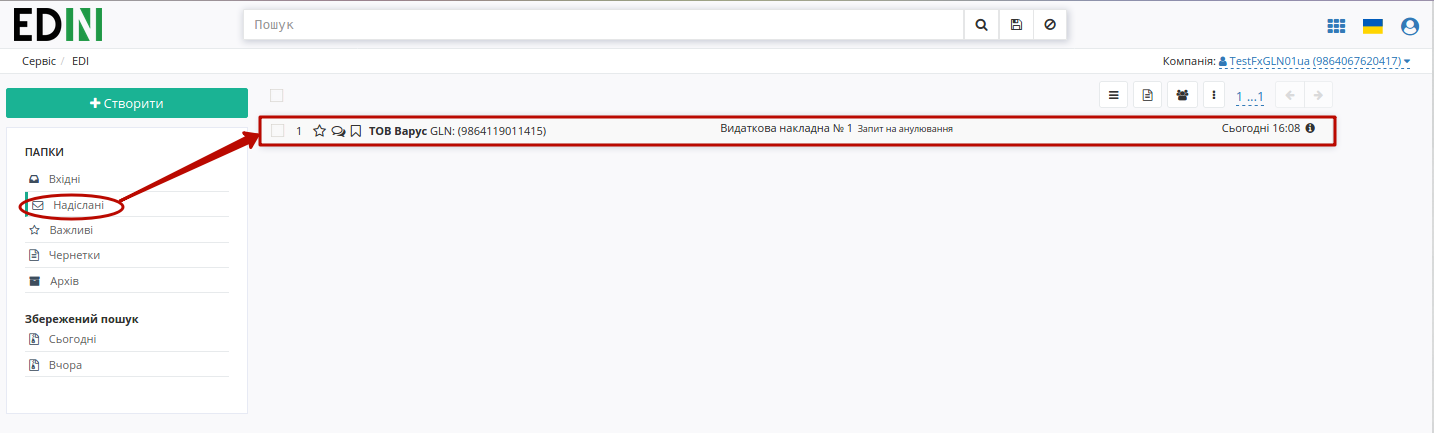 EDIN
Пошук
Сервіс / EDI
Компанія: TestFxGLN01ua (9864067620417)
Створити
1 ...1
1 ТОВ Варус GLN: (9864119011415) Видаткова накладна № 1 Запит на анулювання Сьогодні 16:08
ПАПКИ
Вхідні
Надіслані
Важливі
Чернетки
Архів
Збережений пошук
Сьогодні
Вчора